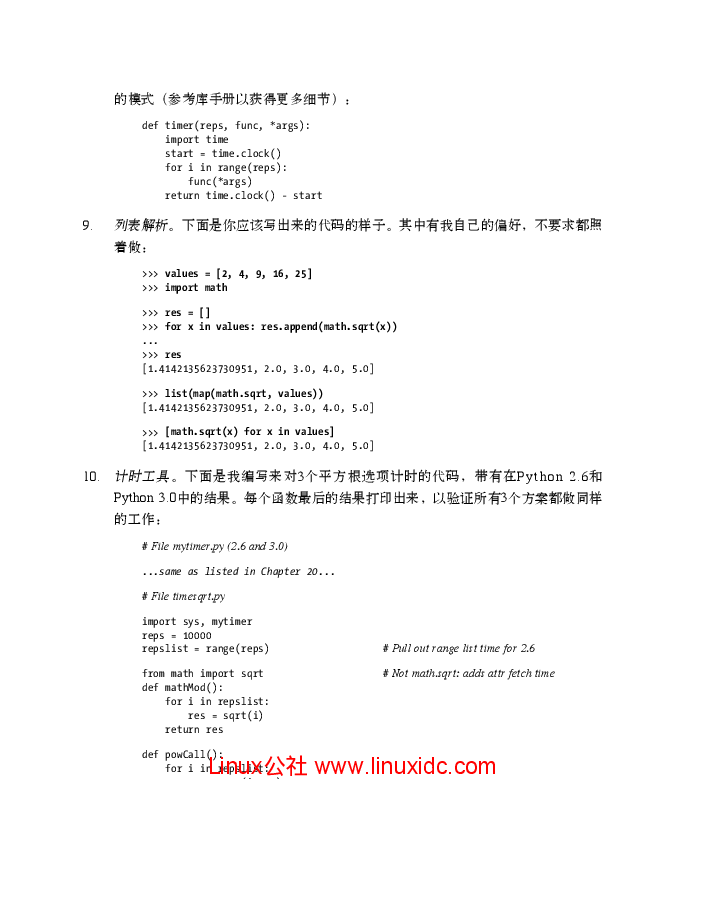 的模式（参考库手册以获得更多细节）：
def timer(reps, func, *args):
    import time
    start = time.clock()
    for i in range(reps):
        func(*args)
    return time.clock() - start
9. 列表解析。下面是你应该写出来的代码的样子。其中有我自己的偏好，不要求都照
着做：
>>> values = [2, 4, 9, 16, 25]
>>> import math
>>> res = []
>>> for x in values: res.append(math.sqrt(x))
...
>>> res
[1.4142135623730951, 2.0, 3.0, 4.0, 5.0]
>>> list(map(math.sqrt, values))
[1.4142135623730951, 2.0, 3.0, 4.0, 5.0]
>>> [math.sqrt(x) for x in values]
[1.4142135623730951, 2.0, 3.0, 4.0, 5.0]
10. 计时工具。下面是我编写来对3个平方根选项计时的代码，带有在Python 2.6和
Python 3.0中的结果。每个函数最后的结果打印出来，以验证所有3个方案都做同样
的工作：
# File mytimer.py (2.6 and 3.0)
...same as listed in Chapter 20...
# File timesqrt.py
import sys, mytimer
reps = 10000
repslist = range(reps) # Pull out range list time for 2.6
from math import sqrt # Not math.sqrt: adds attr fetch time
def mathMod():
    for i in repslist:
        res = sqrt(i)
    return res
def powCall():
    for i in repslist:
Linux公社 www.linuxidc.com